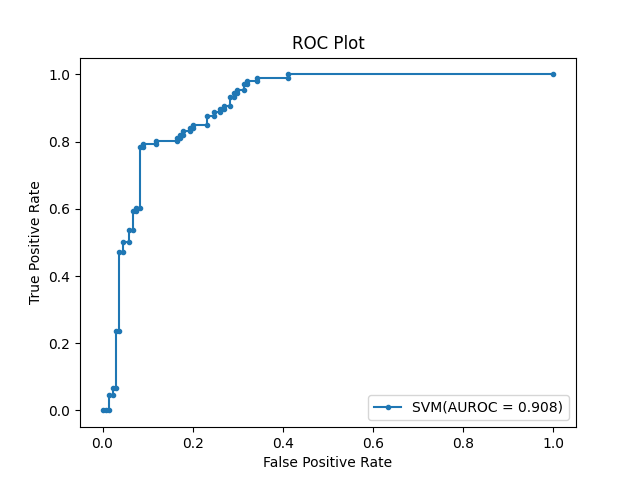 ROC Plot
True Positive Rate
1.0
0.8
0.6
0.4
0.2
0.0
SVM(AUROC = 0.908)
0.0 0.2 0.4 0.6 0.8 1.0
False Positive Rate